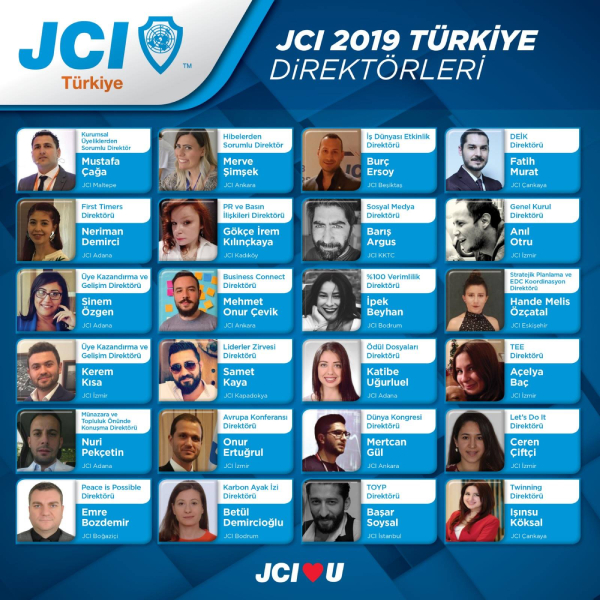 JCI
TM
Türkiye
JCI 2019 TÜRKİYE
DİREKTÖRLERİ
Kurumsal
Üyeliklerden
Sorumlu Direktör
Mustafa
Çağa
JCI Maltepe
Hibelerden
Sorumlu Direktör
Merve
Şimşek
JCI Ankara
İş Dünyası Etkinlik
Direktörü
Burç
Ersoy
JCI Beşiktaş
DEİK
Direktörü
Fatih
Murat
JCI Çankaya
First Timers
Direktörü
Neriman
Demirci
JCI Adana
PR ve Basın
İlişkileri Direktörü
Gökçe İrem
Kılınçkaya
JCI Kadıköy
Sosyal Medya
Direktörü
Barış
Argus
JCI KKTC
Genel Kurul
Direktörü
Anıl
Otru
JCI İzmir
Üye Kazandırma ve
Gelişim Direktörü
Sinem
Özgen
JCI Adana
Business Connect
Direktörü
Mehmet
Onur Çevik
JCI Ankara
%100 Verimlilik
Direktörü
İpek
Beyhan
JCI Bodrum
Stratejik Planlama ve
EDC Koordinasyon
Direktörü
Hande Melis
Özçatal
JCI Eskişehir
Üye Kazandırma ve
Gelişim Direktörü
Kerem
Kısa
JCI İzmir
Liderler Zirvesi
Direktörü
Samet
Kaya
JCI Kapadokya
Ödül Dosyaları
Direktörü
Katibe
Uğurluel
JCI Adana
TEE
Direktörü
Açelya
Baç
JCI İzmir
Münazara ve
Topluluk Önünde
Konuşma Direktörü
Nuri
Pekçetin
JCI Adana
Avrupa Konferansı
Direktörü
Onur
Ertuğrul
JCI İzmir
Dünya Kongresi
Direktörü
Mertcan
Gül
JCI Ankara
Let's Do It
Direktörü
Ceren
Çiftçi
JCI İzmir
Peace is Possible
Direktörü
Emre
Bozdemir
JCI Boğaziçi
Karbon Ayak İzi
Direktörü
Betül
Demircioğlu
JCI Bodrum
TOYP
Direktörü
Başar
Soysal
JCI İstanbul
Twinning
Direktörü
Işınsu
Köksal
JCI Çankaya
JCI U